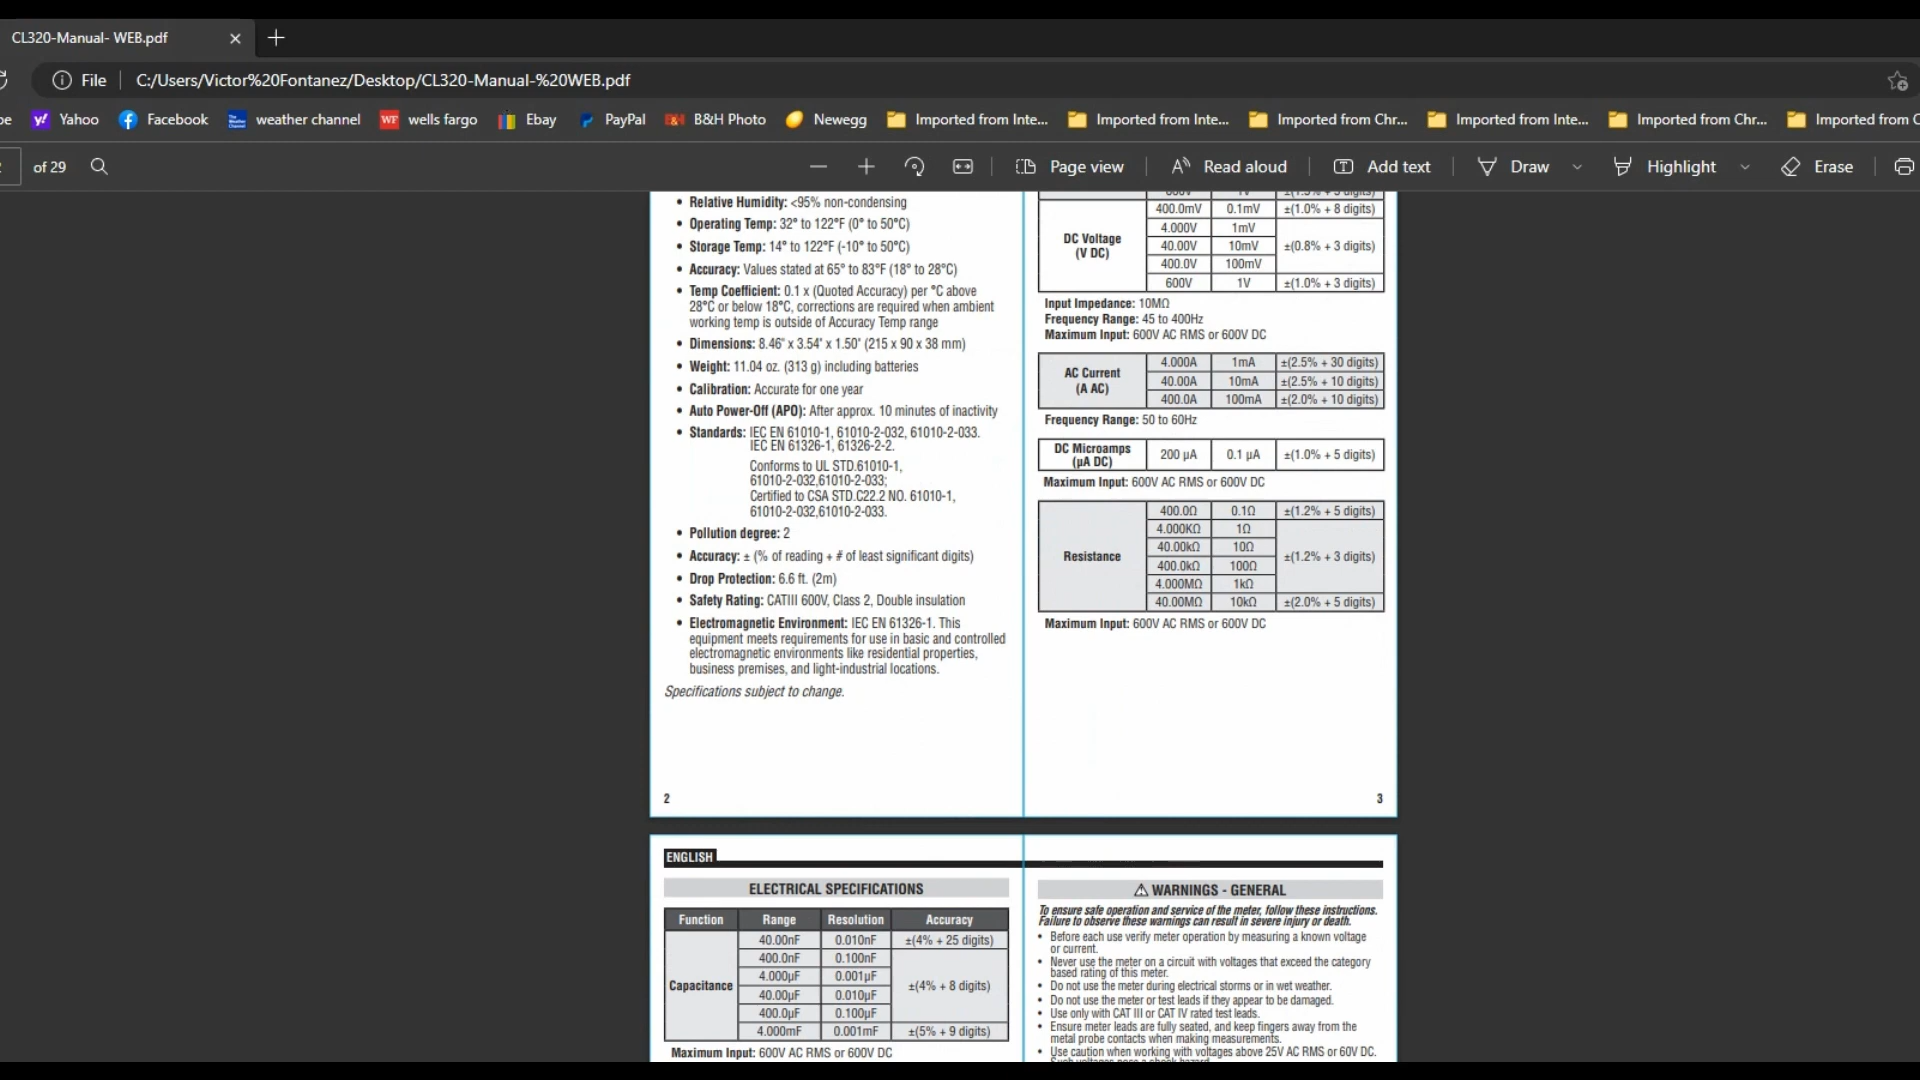 CL320-Manual- WEB.pdf
File
C:/Users/Victor%20Fontanez/Desktop/CL320-Manual-%20WEB.pdf
Yahoo
Facebook
weather channel
wells fargo
Ebay
PayPal
B&H Photo
Newegg
Imported from Inte...
Imported from Inte...
Imported from Chr...
Imported from Inte...
Imported from Chr...
Imported from C
of 29
Page view
Read aloud
Add text
Draw
Highlight
Erase
• Relative Humidity: <95% non-condensing
• Operating Temp: 32° to 122°F (0° to 50°C)
• Storage Temp: 14° to 122°F (-10° to 50°C)
• Accuracy: Values stated at 65° to 83°F (18° to 28°C)
• Temp Coefficient: 0.1 x (Quoted Accuracy) per °C above
28°C or below 18°C, corrections are required when ambient
working temp is outside of Accuracy Temp range
• Dimensions: 8.46" x 3.54" x 1.50" (215 x 90 x 38 mm)
• Weight: 11.04 oz. (313 g) including batteries
• Calibration: Accurate for one year
• Auto Power-Off (APO): After approx. 10 minutes of inactivity
• Standards: IEC EN 61010-1, 61010-2-032, 61010-2-033.
IEC EN 61326-1, 61326-2-2.
Conforms to UL STD.61010-1,
61010-2-032,61010-2-033;
Certified to CSA STD.C22.2 NO. 61010-1,
61010-2-032,61010-2-033.
• Pollution degree: 2
• Accuracy: ± (% of reading + # of least significant digits)
• Drop Protection: 6.6 ft. (2m)
• Safety Rating: CATIII 600V, Class 2, Double insulation
• Electromagnetic Environment: IEC EN 61326-1. This
equipment meets requirements for use in basic and controlled
electromagnetic environments like residential properties,
business premises, and light-industrial locations.
Specifications subject to change.
2
600V 1V ±(1.5% + 5 digits)
DC Voltage
(V DC)
400.0mV 0.1mV ±(1.0% + 8 digits)
4.000V 1mV
40.00V 10mV ±(0.8% + 3 digits)
400.0V 100mV
600V 1V ±(1.0% + 3 digits)
Input Impedance: 10MΩ
Frequency Range: 45 to 400Hz
Maximum Input: 600V AC RMS or 600V DC
AC Current
(A AC)
4.000A 1mA ±(2.5% + 30 digits)
40.00A 10mA ±(2.5% + 10 digits)
400.0A 100mA ±(2.0% + 10 digits)
Frequency Range: 50 to 60Hz
DC Microamps
(µA DC)
200 µA 0.1 µA ±(1.0% + 5 digits)
Maximum Input: 600V AC RMS or 600V DC
Resistance
400.0Ω 0.1Ω ±(1.2% + 5 digits)
4.000KΩ 1Ω
40.00kΩ 10Ω
±(1.2% + 3 digits)
400.0kΩ 100Ω
4.000MΩ 1kΩ
40.00MΩ 10kΩ ±(2.0% + 5 digits)
Maximum Input: 600V AC RMS or 600V DC
3
ENGLISH
ELECTRICAL SPECIFICATIONS
Function Range Resolution Accuracy
Capacitance
40.00nF 0.010nF ±(4% + 25 digits)
400.0nF 0.100nF
4.000µF 0.001µF
±(4% + 8 digits)
40.00µF 0.010µF
400.0µF 0.100µF
4.000mF 0.001mF ±(5% + 9 digits)
Maximum Input: 600V AC RMS or 600V DC
⚠ WARNINGS - GENERAL
To ensure safe operation and service of the meter, follow these instructions.
Failure to observe these warnings can result in severe injury or death.
• Before each use verify meter operation by measuring a known voltage
or current.
• Never use the meter on a circuit with voltages that exceed the category
based rating of this meter.
• Do not use the meter during electrical storms or in wet weather.
• Do not use the meter or test leads if they appear to be damaged.
• Use only with CAT III or CAT IV rated test leads.
• Ensure meter leads are fully seated, and keep fingers away from the
metal probe contacts when making measurements.
• Use caution when working with voltages above 25V AC RMS or 60V DC.